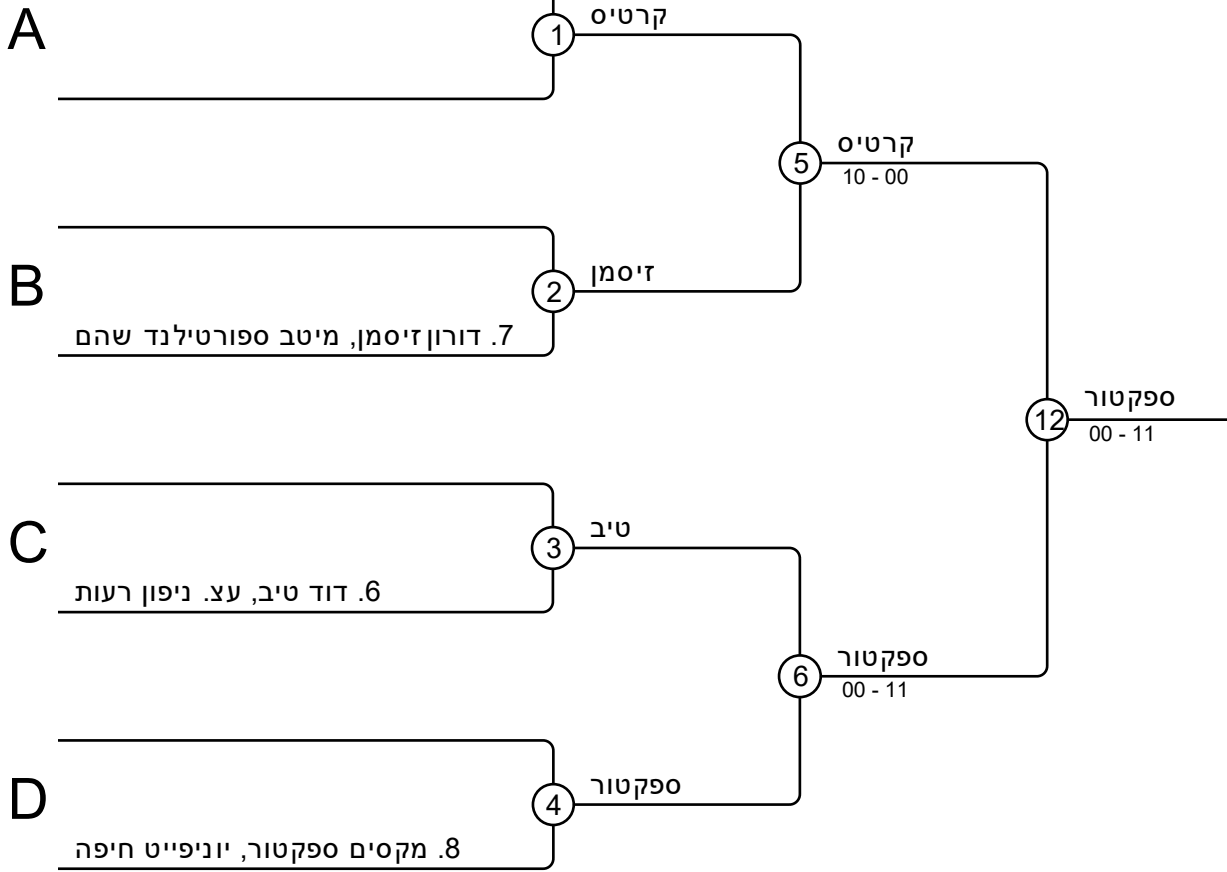 A
1
קרטיס
5
קרטיס
10 - 00
B
2
זיסמן
7. דורון זיסמן, מיטב ספורטילנד שהם
12
ספקטור
00 - 11
C
3
טיב
6. דוד טיב, עצ. ניפון רעות
6
ספקטור
00 - 11
D
4
ספקטור
8. מקסים ספקטור, יוניפייט חיפה